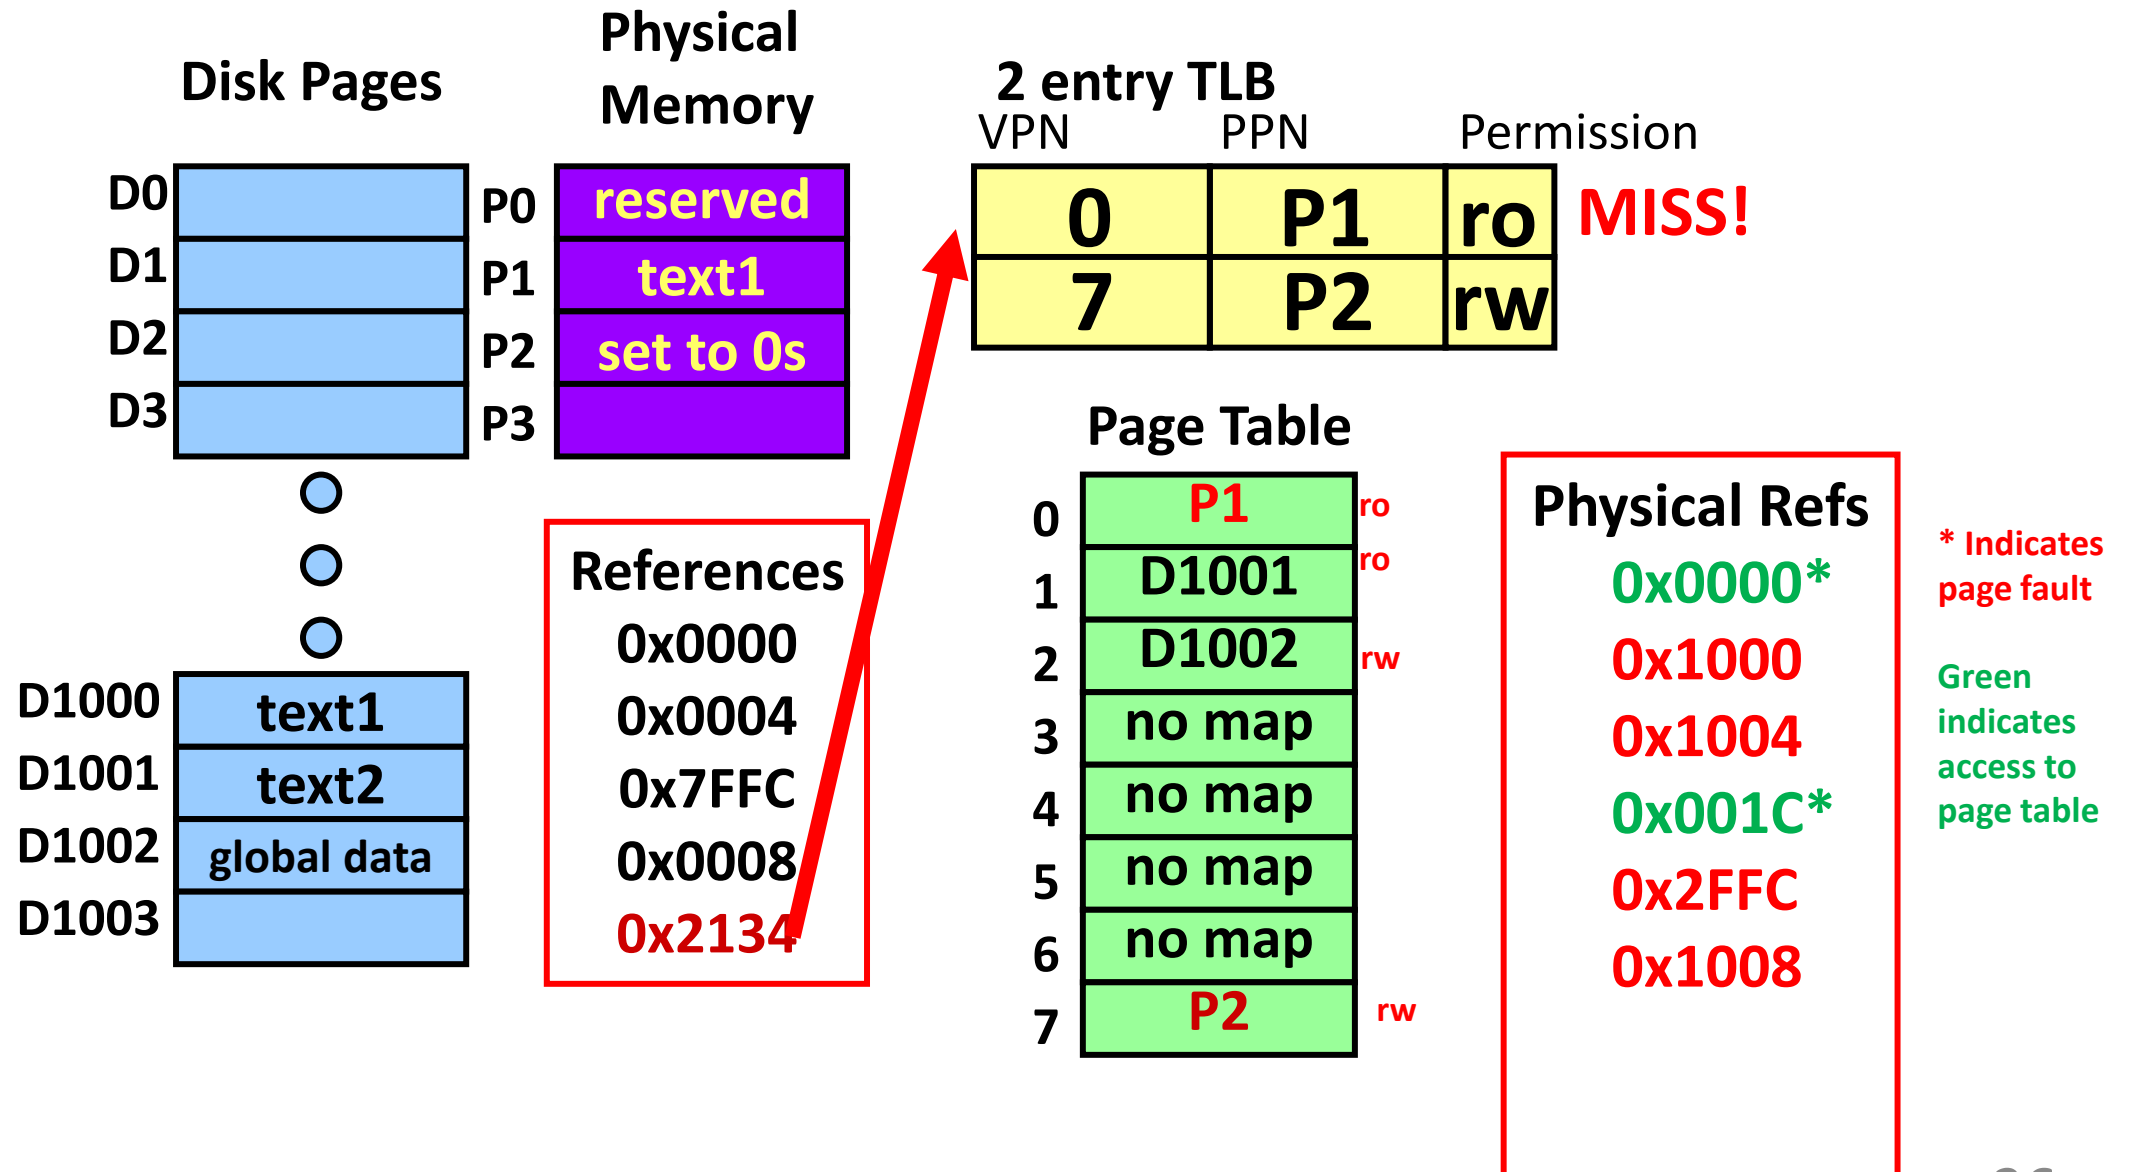 Disk Pages
Physical
Memory
2 entry TLB
VPN PPN Permission
D0
D1
D2
D3
P0 reserved
P1 text1
P2 set to 0s
P3
0 P1 ro MISS!
7 P2 rw
D1000 text1
D1001 text2
D1002 global data
D1003
References
0x0000
0x0004
0x7FFC
0x0008
0x2134
Page Table
0 P1 ro
1 D1001 ro
2 D1002 rw
3 no map
4 no map
5 no map
6 no map
7 P2 rw
Physical Refs
0x0000*
0x1000
0x1004
0x001C*
0x2FFC
0x1008
* Indicates
page fault
Green
indicates
access to
page table